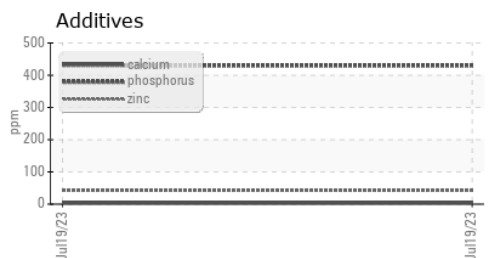 Additives
500
400
300
200
100
0
ppm
calcium
phosphorus
zinc
Jul19/23
Jul19/23